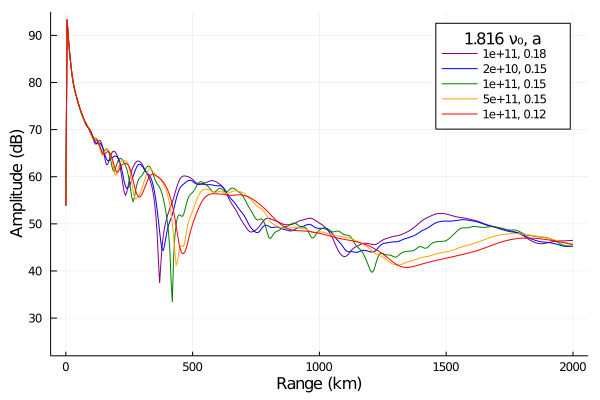 1.816 ν₀, a
1e+11, 0.18
2e+10, 0.15
1e+11, 0.15
5e+11, 0.15
1e+11, 0.12
Amplitude (dB)
90
80
70
60
50
40
30
0 500 1000 1500 2000
Range (km)